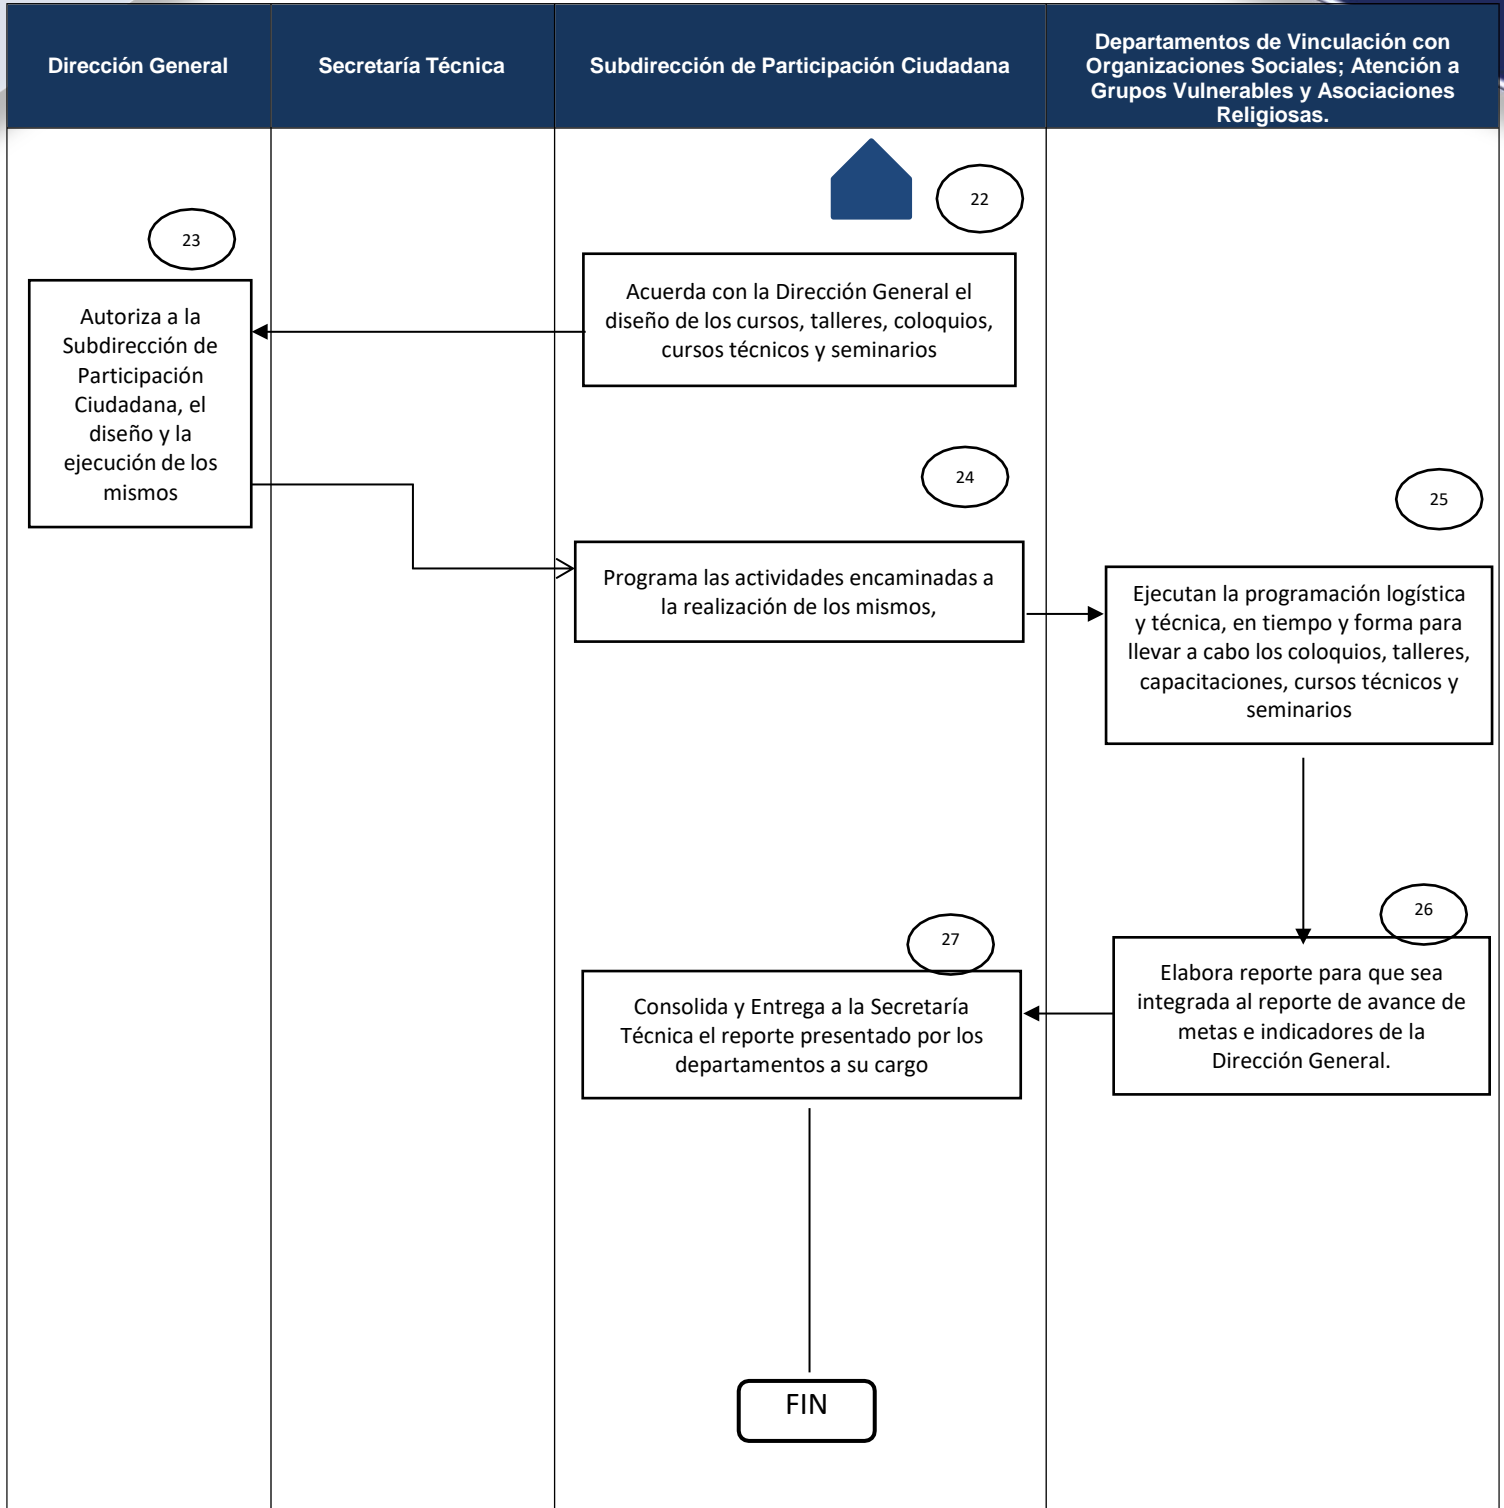 Dirección General
Secretaría Técnica
Subdirección de Participación Ciudadana
Departamentos de Vinculación con
Organizaciones Sociales; Atención a
Grupos Vulnerables y Asociaciones
Religiosas.
22
Acuerda con la Dirección General el
diseño de los cursos, talleres, coloquios,
cursos técnicos y seminarios
23
Autoriza a la
Subdirección de
Participación
Ciudadana, el
diseño y la
ejecución de los
mismos
24
Programa las actividades encaminadas a
la realización de los mismos,
25
Ejecutan la programación logística
y técnica, en tiempo y forma para
llevar a cabo los coloquios, talleres,
capacitaciones, cursos técnicos y
seminarios
26
Elabora reporte para que sea
integrada al reporte de avance de
metas e indicadores de la
Dirección General.
27
Consolida y Entrega a la Secretaría
Técnica el reporte presentado por los
departamentos a su cargo
FIN